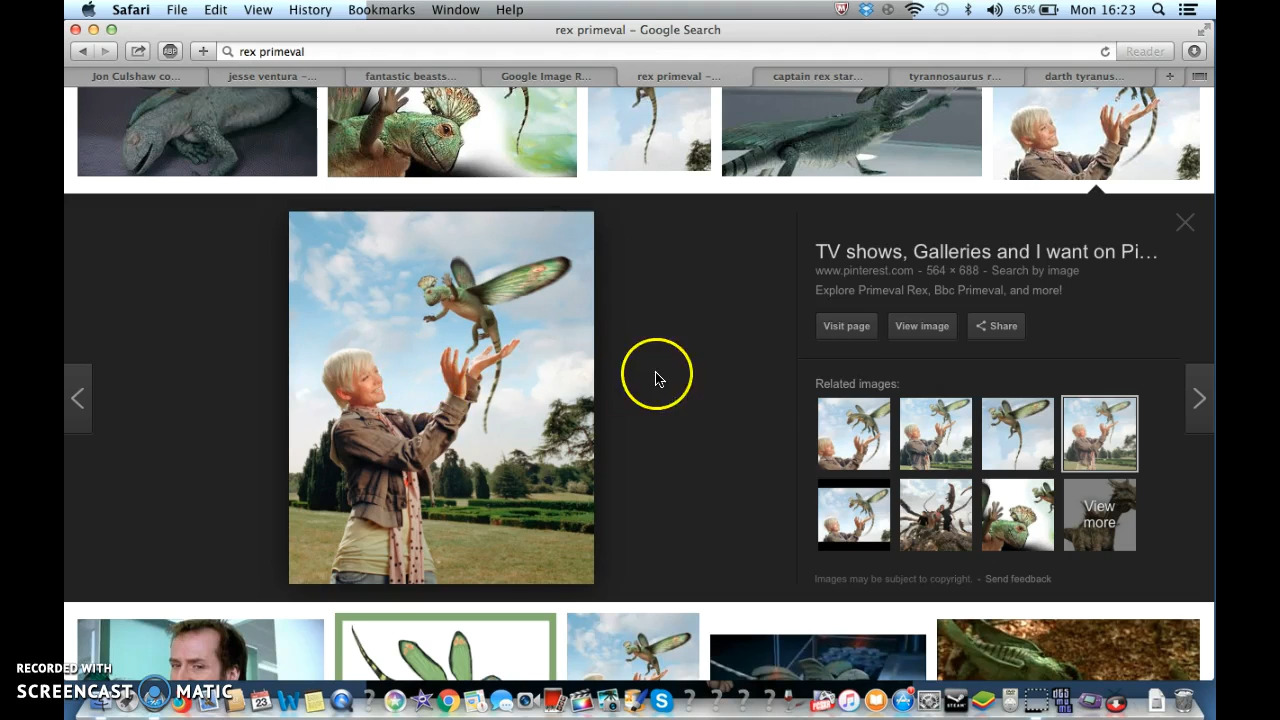 Safari File Edit View History Bookmarks Window Help 65% Mon 16:23
rex primeval – Google Search
ABP rex primeval Reader
Jon Culshaw co... jesse ventura –... fantastic beasts... Google Image R... rex primeval –... captain rex star... tyrannosaurus r... darth tyranus...
TV shows, Galleries and I want on Pi...
www.pinterest.com - 564 × 688 - Search by image
Explore Primeval Rex, Bbc Primeval, and more!
Visit page View image Share
Related images:
View more
Images may be subject to copyright. - Send feedback
RECORDED WITH
SCREENCAST MATIC